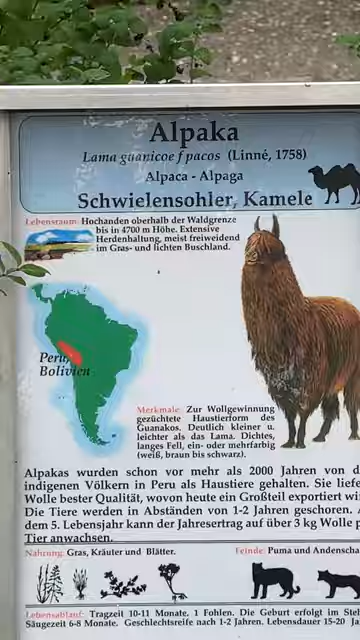 Alpaka
Lama guanicoe f pacos (Linné, 1758)
Alpaca - Alpaga
Schwielensohler, Kamele
Lebensraum: Hochanden oberhalb der Waldgrenze
bis in 4700 m Höhe. Extensive
Herdenhaltung, meist freiweidend
im Gras- und lichten Buschland.
Peru,
Bolivien
Merkmale: Zur Wollgewinnung
gezüchtete Haustierform des
Guanakos. Deutlich kleiner u.
leichter als das Lama. Dichtes,
langes Fell, ein- oder mehrfarbig
(weiß, braun bis schwarz).
Alpakas wurden schon vor mehr als 2000 Jahren von d
indigenen Völkern in Peru als Haustiere gehalten. Sie liefe
Wolle bester Qualität, wovon heute ein Großteil exportiert wi
Die Tiere werden in Abständen von 1-2 Jahren geschoren.
dem 5. Lebensjahr kann der Jahresertrag auf über 3 kg Wolle p
Tier anwachsen.
Nahrung: Gras, Kräuter und Blätter. Feinde: Puma und Andenscha
Lebensablauf: Tragzeit 10-11 Monate. 1 Fohlen. Die Geburt erfolgt im Ste
Säugezeit 6-8 Monate. Geschlechtsreife nach 1-2 Jahren. Lebensdauer 15-20 Ja